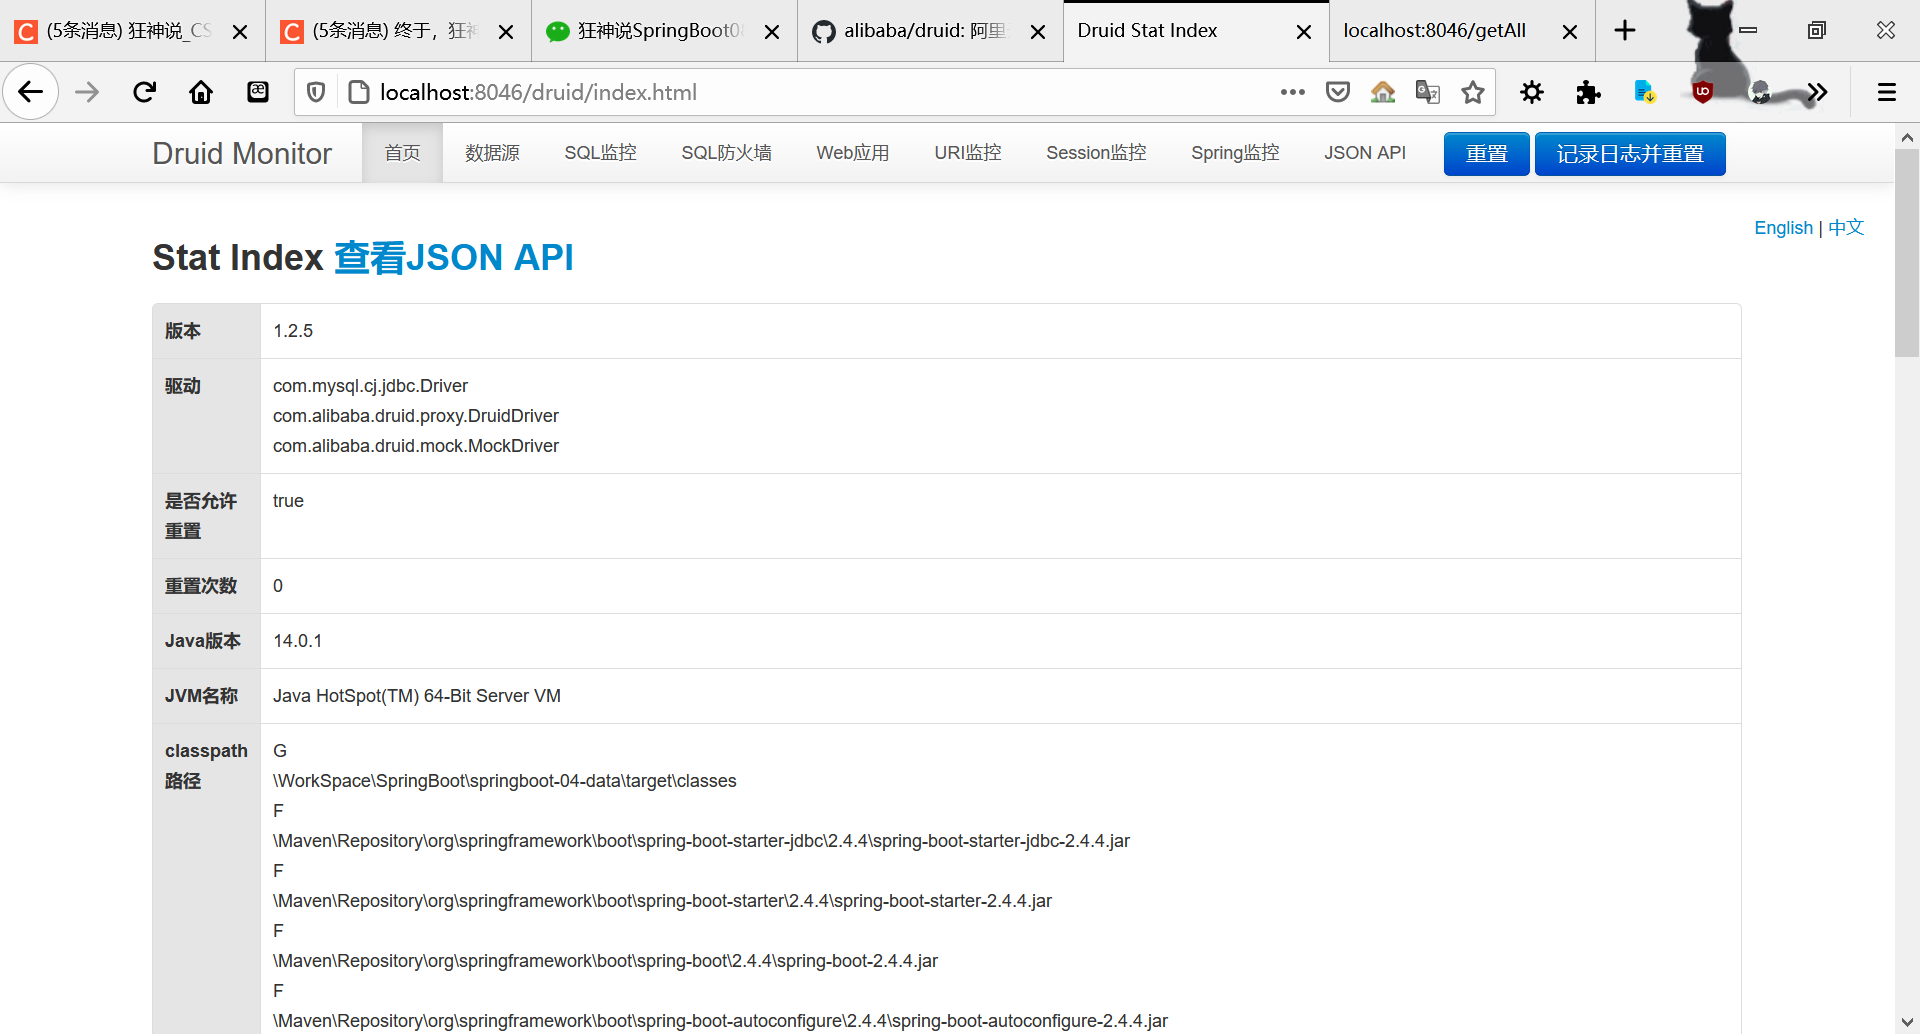 (5条消息) 狂神说_CS
(5条消息) 终于，狂神
狂神说SpringBoot0
alibaba/druid: 阿里
Druid Stat Index
localhost:8046/getAll
localhost:8046/druid/index.html
Druid Monitor
首页
数据源
SQL监控
SQL防火墙
Web应用
URI监控
Session监控
Spring监控
JSON API
重置
记录日志并重置
English | 中文
Stat Index 查看JSON API
版本
1.2.5
驱动
com.mysql.cj.jdbc.Driver
com.alibaba.druid.proxy.DruidDriver
com.alibaba.druid.mock.MockDriver
是否允许
重置
true
重置次数
0
Java版本
14.0.1
JVM名称
Java HotSpot(TM) 64-Bit Server VM
classpath
路径
G
\WorkSpace\SpringBoot\springboot-04-data\target\classes
F
\Maven\Repository\org\springframework\boot\spring-boot-starter-jdbc\2.4.4\spring-boot-starter-jdbc-2.4.4.jar
F
\Maven\Repository\org\springframework\boot\spring-boot-starter\2.4.4\spring-boot-starter-2.4.4.jar
F
\Maven\Repository\org\springframework\boot\spring-boot\2.4.4\spring-boot-2.4.4.jar
F
\Maven\Repository\org\springframework\boot\spring-boot-autoconfigure\2.4.4\spring-boot-autoconfigure-2.4.4.jar